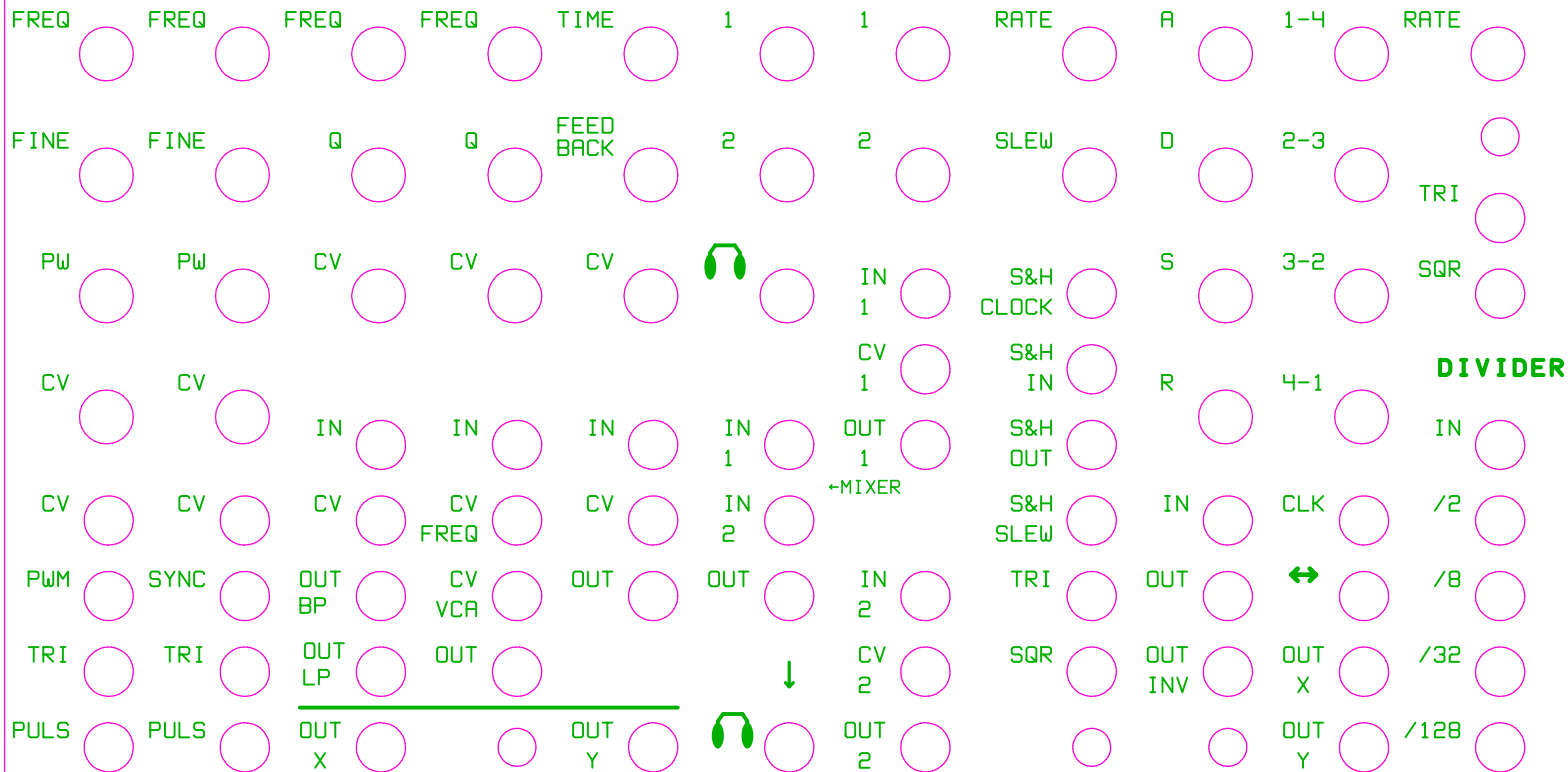 FREQ FREQ FREQ FREQ TIME 1 1 RATE A 1-4 RATE
FINE FINE Q Q FEED BACK 2 2 SLEW D 2-3
TRI
PW PW CV CV CV IN 1 S&H CLOCK S 3-2 SQR
CV 1 S&H IN
DIVIDER
CV CV R 4-1
IN IN IN IN 1 OUT 1 S&H OUT IN
←MIXER
CV CV CV CV FREQ CV IN 2 S&H SLEW IN CLK /2
PWM SYNC OUT BP CV VCA OUT OUT IN 2 TRI OUT ↔ /8
TRI TRI OUT LP OUT ↓ CV 2 SQR OUT INV OUT X /32
PULS PULS OUT X OUT Y OUT 2 OUT Y /128